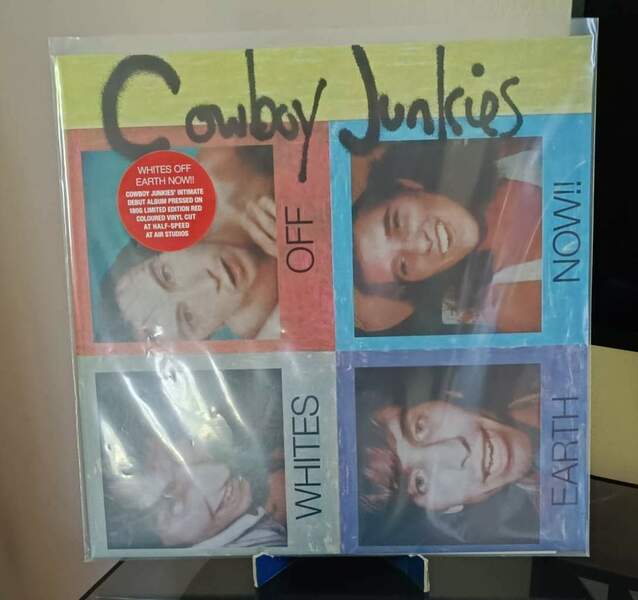 Cowboy Junkies
WHITES OFF
EARTH NOW!!
COWBOY JUNKIES' INTIMATE
DEBUT ALBUM PRESSED ON
180G LIMITED EDITION RED
COLOURED VINYL CUT
AT HALF-SPEED
AT AIR STUDIOS
WHITES
OFF
EARTH
NOW!!